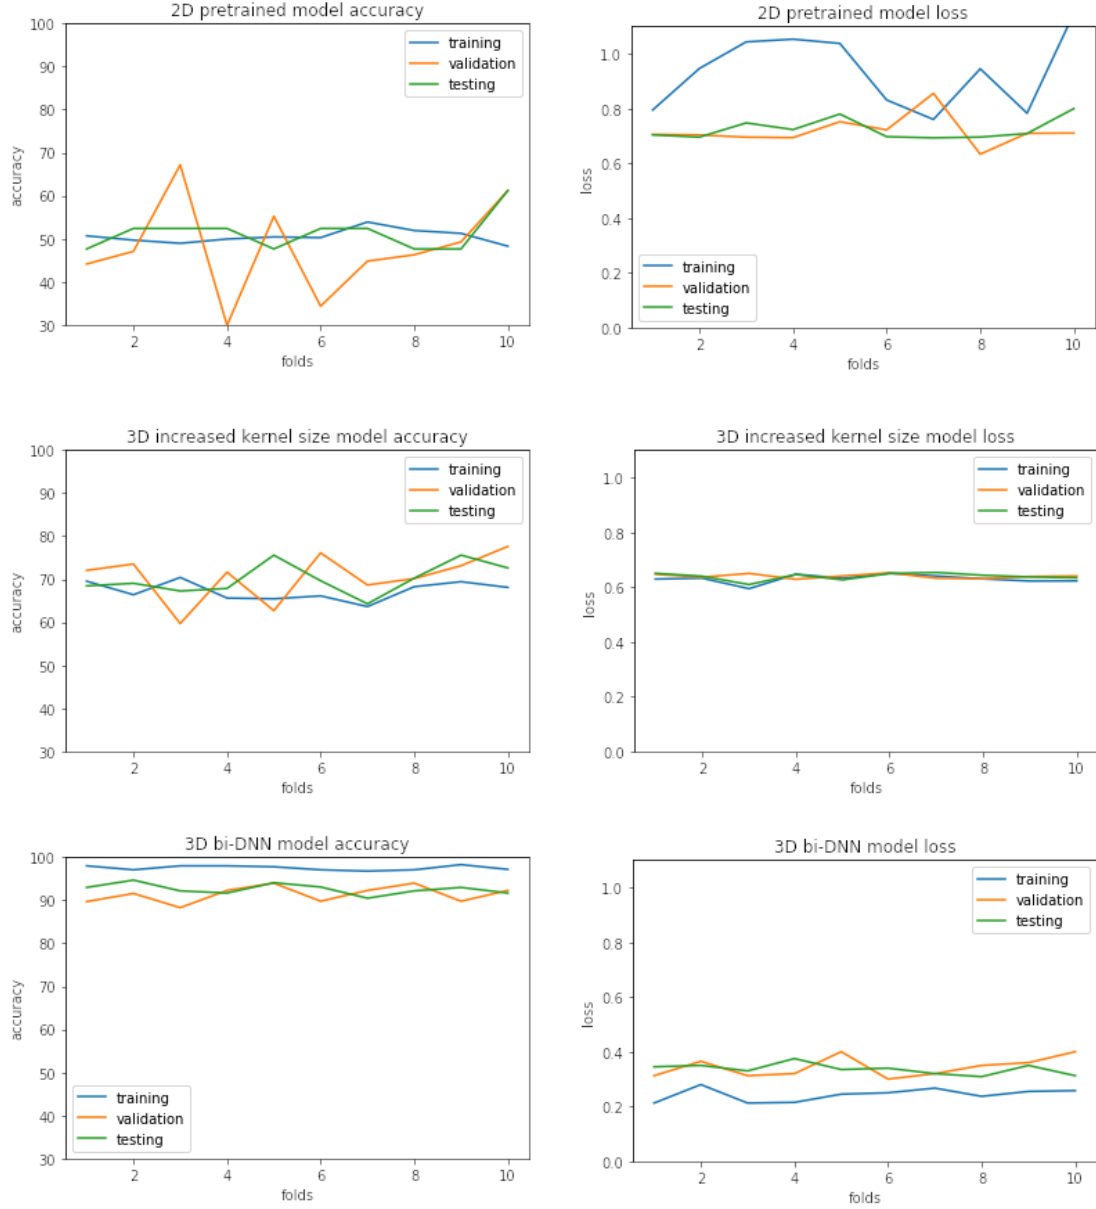 2D pretrained model accuracy
100
90
80
70
60
50
40
30
accuracy
training
validation
testing
2
4
6
8
10
folds
2D pretrained model loss
1.0
0.8
0.6
0.4
0.2
0.0
loss
training
validation
testing
2
4
6
8
10
folds
3D increased kernel size model accuracy
100
90
80
70
60
50
40
30
accuracy
training
validation
testing
2
4
6
8
10
folds
3D increased kernel size model loss
1.0
0.8
0.6
0.4
0.2
0.0
loss
training
validation
testing
2
4
6
8
10
folds
3D bi-DNN model accuracy
100
90
80
70
60
50
40
30
accuracy
training
validation
testing
2
4
6
8
10
folds
3D bi-DNN model loss
1.0
0.8
0.6
0.4
0.2
0.0
loss
training
validation
testing
2
4
6
8
10
folds